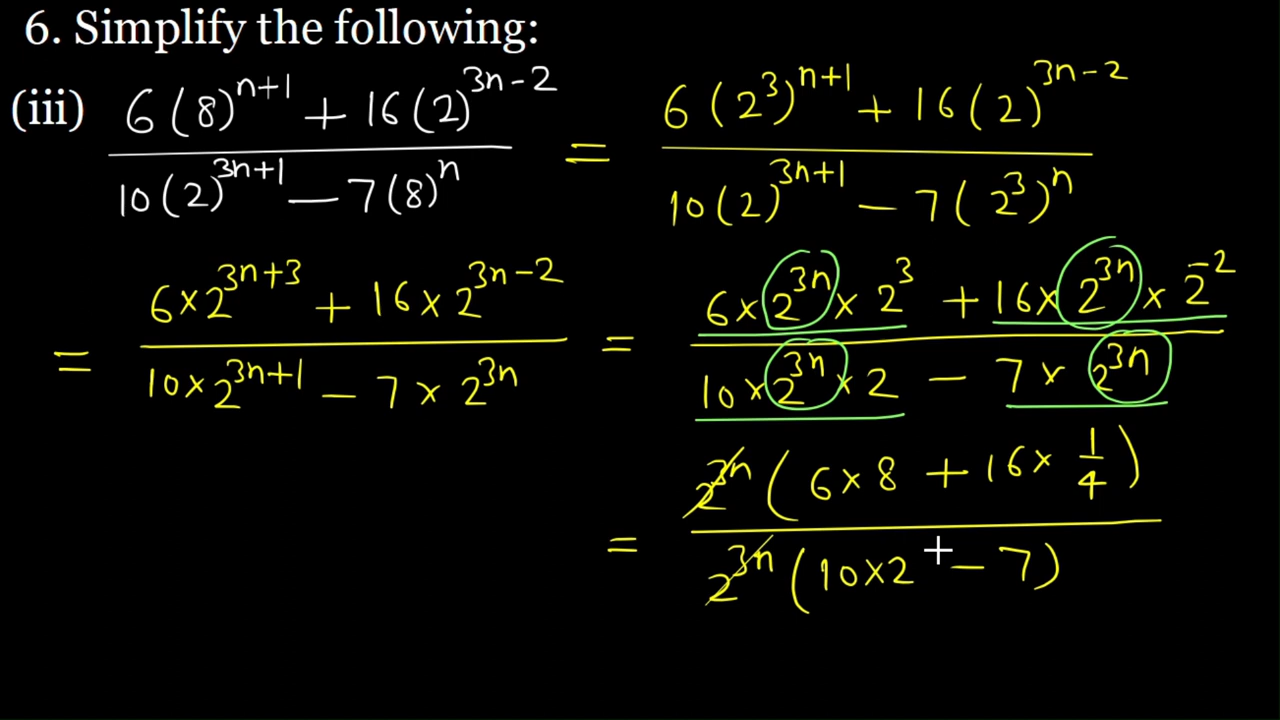 6. Simplify the following:
(iii) (6(8)^(n+1) + 16(2)^(3n-2)) / (10(2)^(3n+1) - 7(8)^n) = (6(2^3)^(n+1) + 16(2)^(3n-2)) / (10(2)^(3n+1) - 7(2^3)^n)
= (6×2^(3n+3) + 16×2^(3n-2)) / (10×2^(3n+1) - 7×2^(3n)) = (6×2^(3n)×2^3 + 16×2^(3n)×2^(-2)) / (10×2^(3n)×2 - 7×2^(3n))
= 2^(3n)(6×8 + 16×1/4) / 2^(3n)(10×2 - 7)